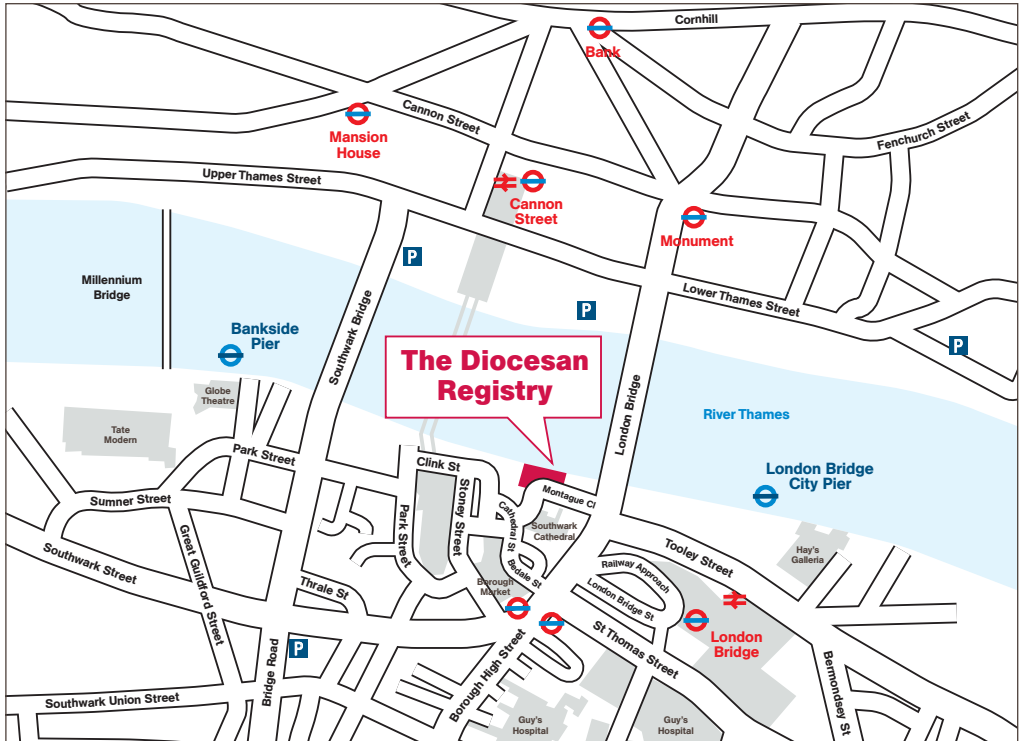 Cornhill
Bank
Cannon Street
Mansion
House
Fenchurch Street
Upper Thames Street
Cannon
Street
Monument
P
Millennium
Bridge
Lower Thames Street
P
Bankside
Pier
Southwark Bridge
P
The Diocesan
Registry
London Bridge
Globe
Theatre
River Thames
Tate
Modern
Park Street
Clink St
London Bridge
City Pier
Sumner Street
Stoney Street
Montague Cl
Cathedral St
Park Street
Southwark
Cathedral
Great Guildford Street
Southwark Street
Tooley Street
Hay's
Galleria
Bedale St
Railway Approach
Thrale St
Borough
Market
London Bridge St
St Thomas Street
London
Bridge
P
Bridge Road
Borough High Street
Bermondsey St
Southwark Union Street
Guy's
Hospital
Guy's
Hospital